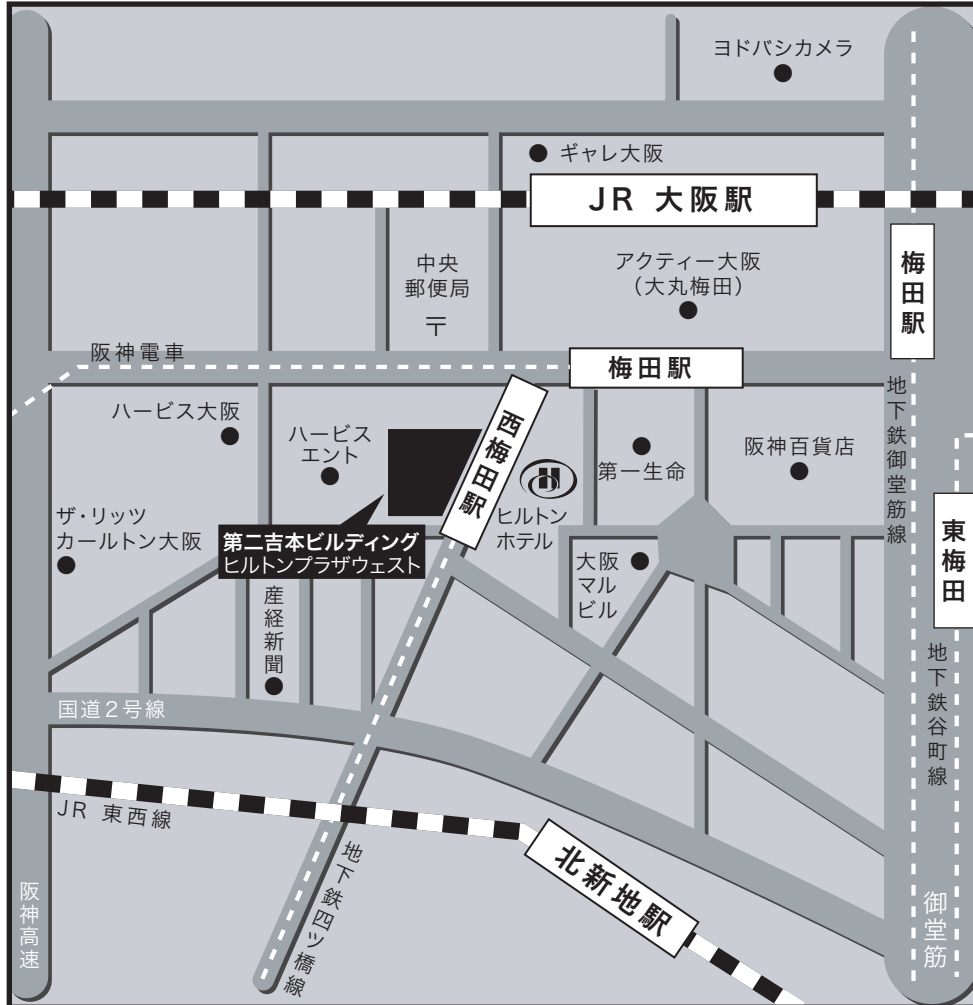 ヨドバシカメラ
ギャレ大阪
JR 大阪駅
中央
郵便局
〒
アクティー大阪
（大丸梅田）
梅田駅
阪神電車
梅田駅
地下鉄御堂筋線
ハービス大阪
ハービス
エント
西梅田駅
H
ヒルトン
ホテル
第一生命
阪神百貨店
ザ・リッツ
カールトン大阪
第二吉本ビルディング
ヒルトンプラザウェスト
大阪
マル
ビル
東梅田
産経新聞
地下鉄谷町線
国道2号線
JR 東西線
地下鉄四ツ橋線
北新地駅
阪神高速
御堂筋